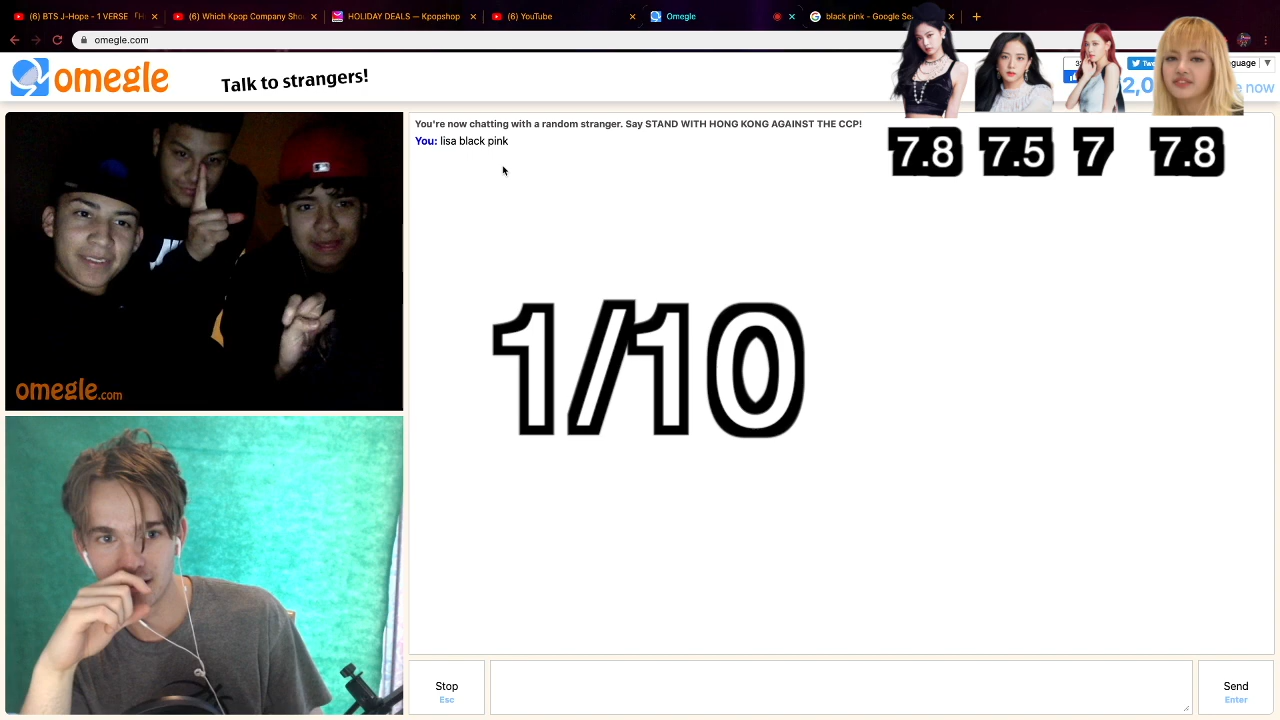 (6) BTS J-Hope - 1 VERSE 「H
(6) Which Kpop Company Sho
HOLIDAY DEALS — Kpopshop
(6) YouTube
Omegle
black pink - Google Se
omegle.com
omegle
Talk to strangers!
You're now chatting with a random stranger. Say STAND WITH HONG KONG AGAINST THE CCP!
You: lisa black pink
7.8
7.5
7
7.8
1/10
omegle.com
Stop
Esc
Send
Enter